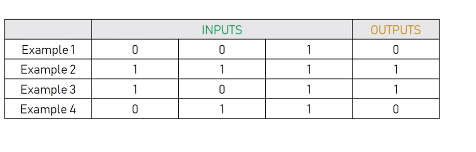 INPUTS OUTPUTS
Example 1 0 0 1 0
Example 2 1 1 1 1
Example 3 1 0 1 1
Example 4 0 1 1 0